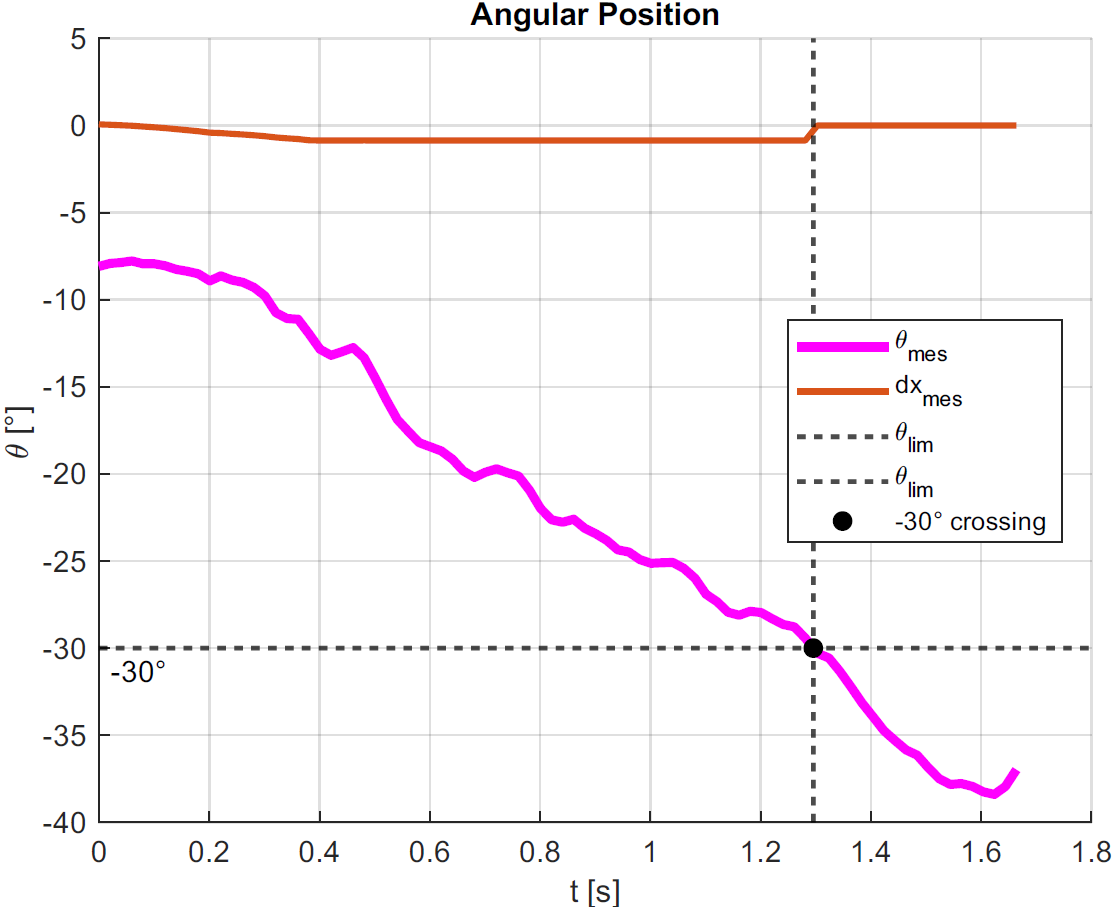 Angular Position
5
0
-5
-10
-15
-20
-25
-30
-35
-40
θ [°]
θmes
dxmes
θlim
θlim
-30° crossing
-30°
0 0.2 0.4 0.6 0.8 1 1.2 1.4 1.6 1.8
t [s]